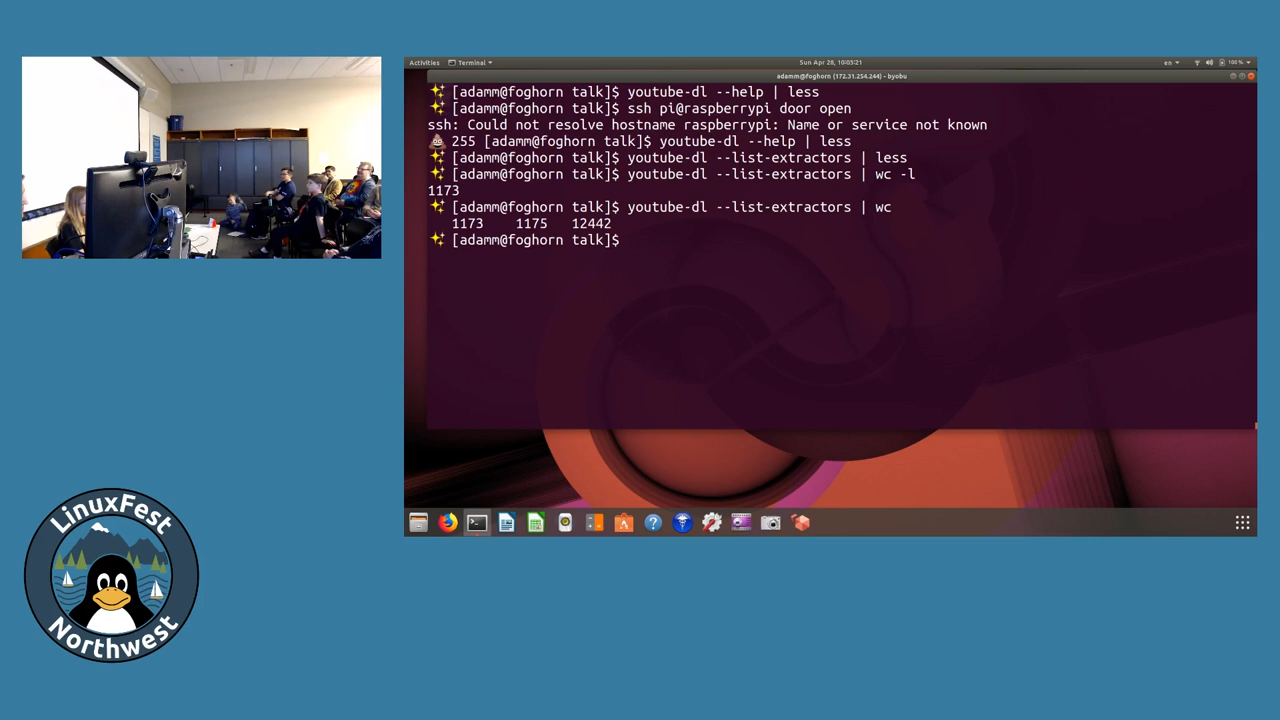 Activities
Terminal
Sun Apr 28, 10:05:21
en
100 %
adamm@foghorn (172.31.254.244) - byobu
✨ [adamm@foghorn talk]$ youtube-dl --help | less
✨ [adamm@foghorn talk]$ ssh pi@raspberrypi door open
ssh: Could not resolve hostname raspberrypi: Name or service not known
💩 255 [adamm@foghorn talk]$ youtube-dl --help | less
✨ [adamm@foghorn talk]$ youtube-dl --list-extractors | less
✨ [adamm@foghorn talk]$ youtube-dl --list-extractors | wc -l
1173
✨ [adamm@foghorn talk]$ youtube-dl --list-extractors | wc
1173 1175 12442
✨ [adamm@foghorn talk]$
LinuxFest
Northwest